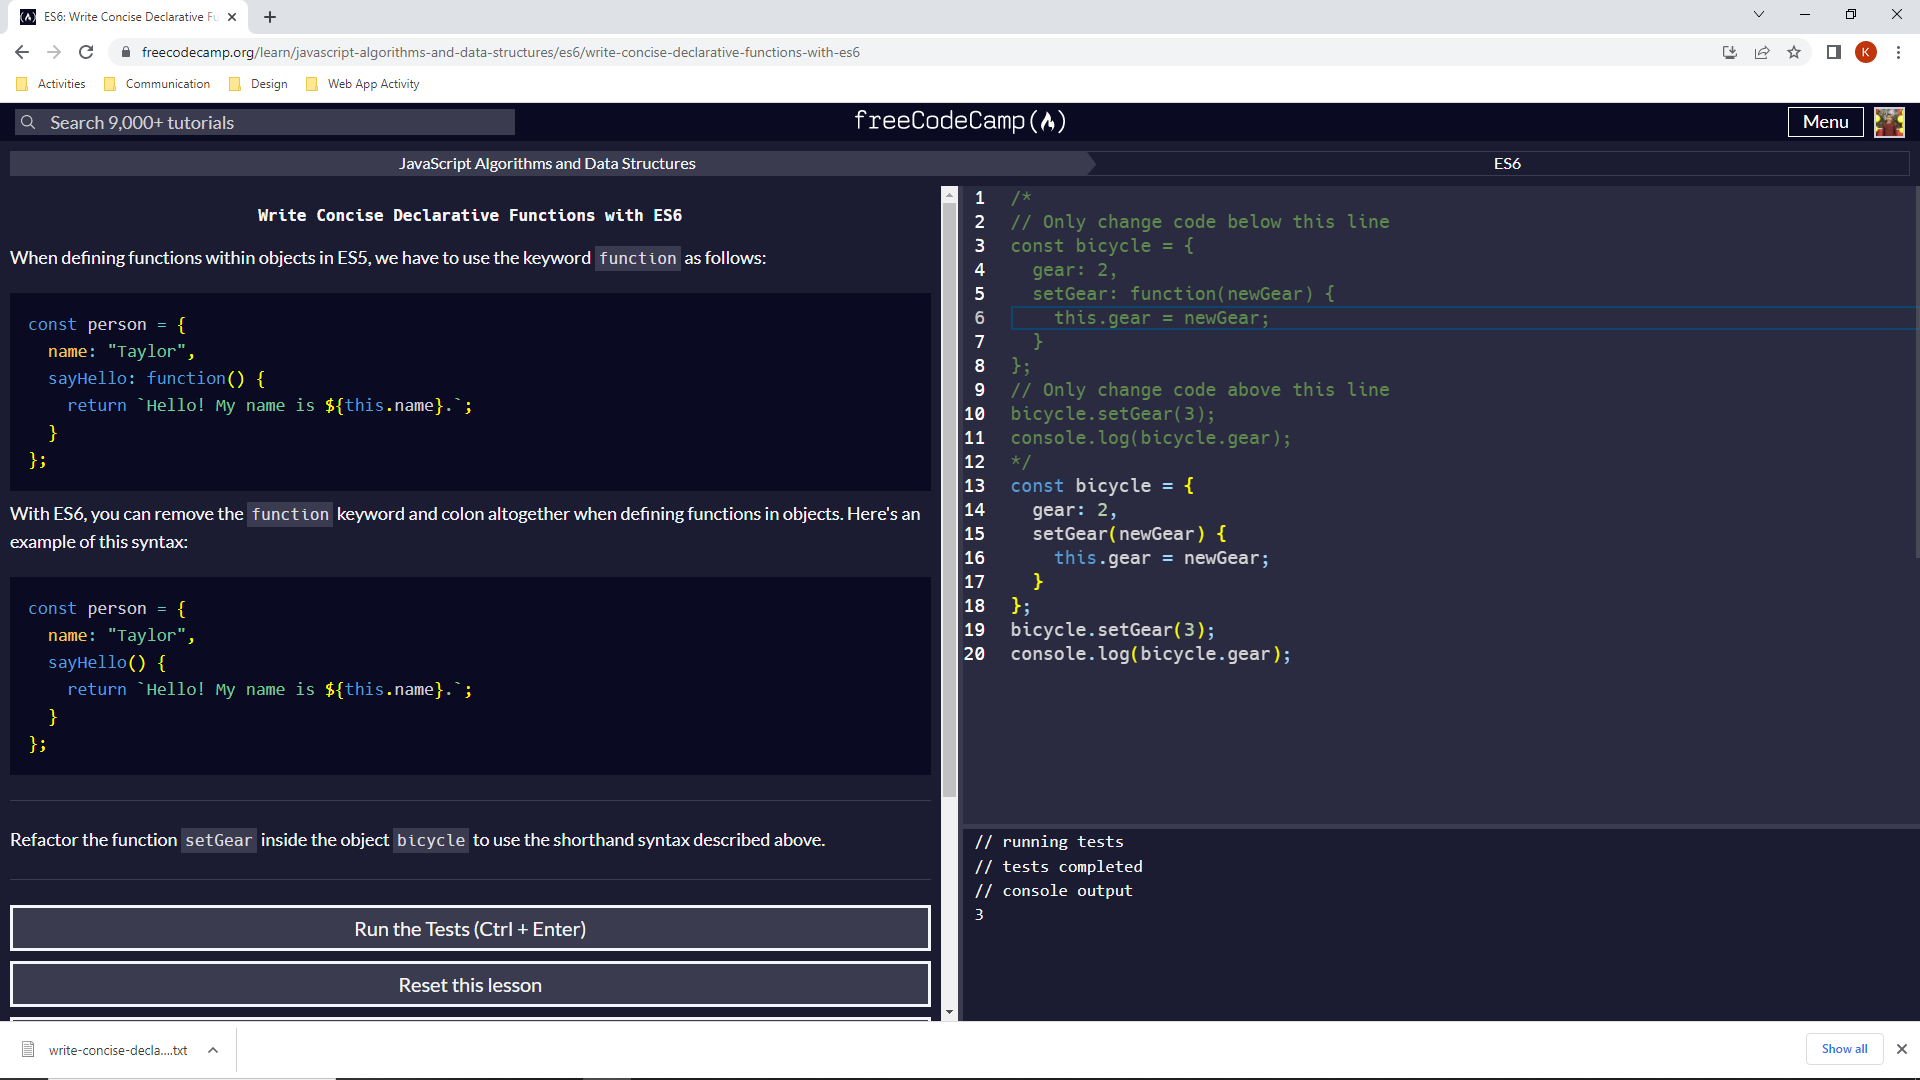 ES6: Write Concise Declarative Fu
freecodecamp.org/learn/javascript-algorithms-and-data-structures/es6/write-concise-declarative-functions-with-es6
K
Activities
Communication
Design
Web App Activity
Search 9,000+ tutorials
freeCodeCamp
Menu
JavaScript Algorithms and Data Structures
ES6
Write Concise Declarative Functions with ES6
When defining functions within objects in ES5, we have to use the keyword function as follows:
const person = {
  name: "Taylor",
  sayHello: function() {
    return `Hello! My name is ${this.name}.`;
  }
};
With ES6, you can remove the function keyword and colon altogether when defining functions in objects. Here's an
example of this syntax:
const person = {
  name: "Taylor",
  sayHello() {
    return `Hello! My name is ${this.name}.`;
  }
};
Refactor the function setGear inside the object bicycle to use the shorthand syntax described above.
Run the Tests (Ctrl + Enter)
Reset this lesson
1 /*
2 // Only change code below this line
3 const bicycle = {
4   gear: 2,
5   setGear: function(newGear) {
6     this.gear = newGear;
7   }
8 };
9 // Only change code above this line
10 bicycle.setGear(3);
11 console.log(bicycle.gear);
12 */
13 const bicycle = {
14   gear: 2,
15   setGear(newGear) {
16     this.gear = newGear;
17   }
18 };
19 bicycle.setGear(3);
20 console.log(bicycle.gear);
// running tests
// tests completed
// console output
3
write-concise-decla....txt
Show all